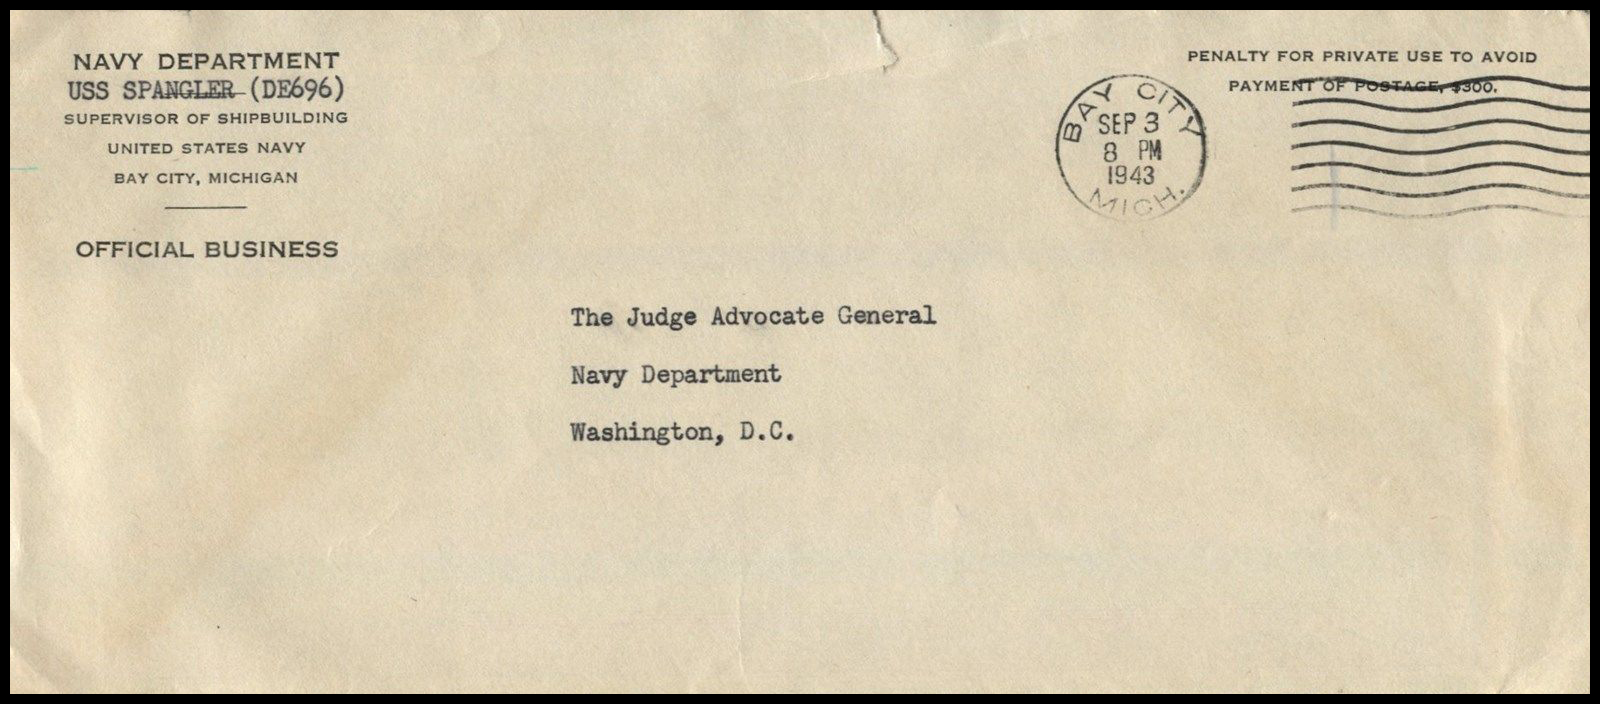 NAVY DEPARTMENT
USS SPANGLER (DE696)
SUPERVISOR OF SHIPBUILDING
UNITED STATES NAVY
BAY CITY, MICHIGAN
OFFICIAL BUSINESS
PENALTY FOR PRIVATE USE TO AVOID
PAYMENT OF POSTAGE, $300.
BAY CITY
SEP 3
8 PM
1943
MICH.
The Judge Advocate General
Navy Department
Washington, D.C.